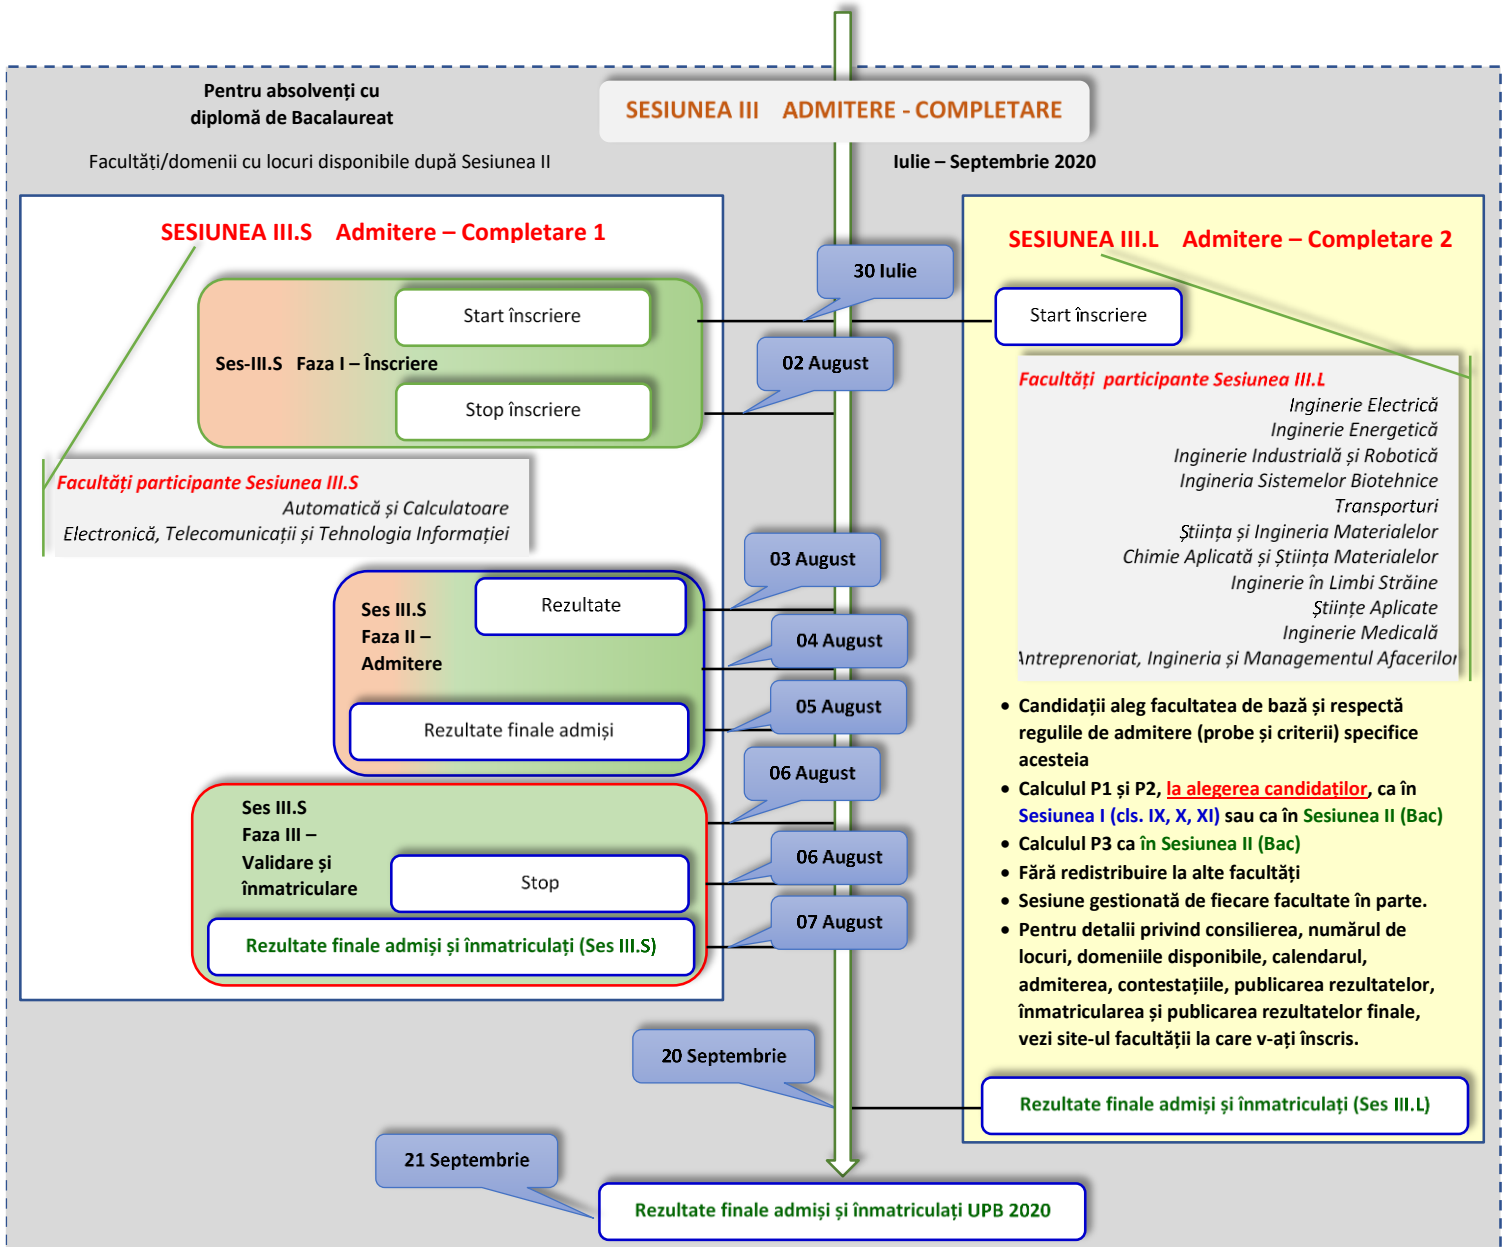 Pentru absolvenți cu
diplomă de Bacalaureat
SESIUNEA III ADMITERE - COMPLETARE
Facultăți/domenii cu locuri disponibile după Sesiunea II
Iulie – Septembrie 2020
SESIUNEA III.S Admitere – Completare 1
30 Iulie
Start înscriere
Ses-III.S Faza I – Înscriere
02 August
Stop înscriere
Facultăți participante Sesiunea III.S
Automatică și Calculatoare
Electronică, Telecomunicații și Tehnologia Informației
03 August
Rezultate
Ses III.S
Faza II –
Admitere
04 August
05 August
Rezultate finale admiși
06 August
Ses III.S
Faza III –
Validare și
înmatriculare
06 August
Stop
07 August
Rezultate finale admiși și înmatriculați (Ses III.S)
SESIUNEA III.L Admitere – Completare 2
Start înscriere
Facultăți participante Sesiunea III.L
Inginerie Electrică
Inginerie Energetică
Inginerie Industrială și Robotică
Ingineria Sistemelor Biotehnice
Transporturi
Știința și Ingineria Materialelor
Chimie Aplicată și Știința Materialelor
Inginerie în Limbi Străine
Științe Aplicate
Inginerie Medicală
Antreprenoriat, Ingineria și Managementul Afacerilor
• Candidații aleg facultatea de bază și respectă
regulile de admitere (probe și criterii) specifice
acesteia
• Calculul P1 și P2, la alegerea candidaților, ca în
Sesiunea I (cls. IX, X, XI) sau ca în Sesiunea II (Bac)
• Calculul P3 ca în Sesiunea II (Bac)
• Fără redistribuire la alte facultăți
• Sesiune gestionată de fiecare facultate în parte.
• Pentru detalii privind consilierea, numărul de
locuri, domeniile disponibile, calendarul,
admiterea, contestațiile, publicarea rezultatelor,
înmatricularea și publicarea rezultatelor finale,
vezi site-ul facultății la care v-ați înscris.
20 Septembrie
Rezultate finale admiși și înmatriculați (Ses III.L)
21 Septembrie
Rezultate finale admiși și înmatriculați UPB 2020